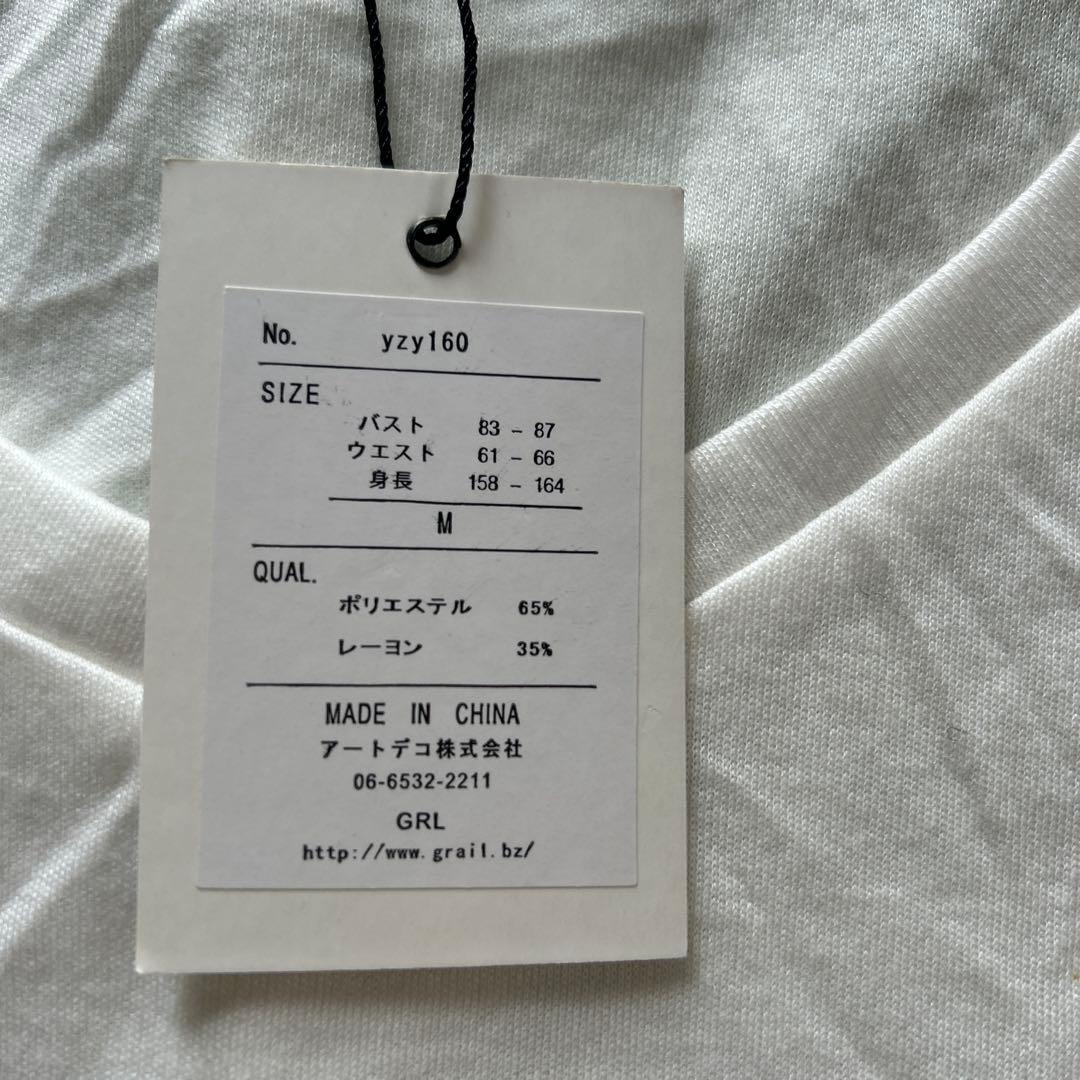 No. yzy160
SIZE
バスト 83 - 87
ウエスト 61 - 66
身長 158 - 164
M
QUAL.
ポリエステル 65%
レーヨン 35%
MADE IN CHINA
アートデコ株式会社
06-6532-2211
GRL
http://www.grail.bz/